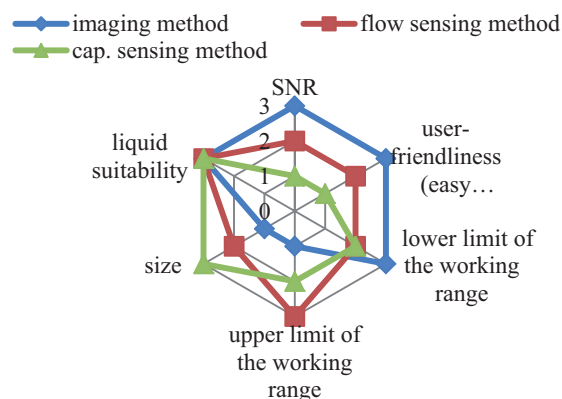 imaging method
flow sensing method
cap. sensing method
SNR
3
2
1
0
user-
friendliness
(easy…
lower limit of
the working
range
upper limit of
the working
range
size
liquid
suitability